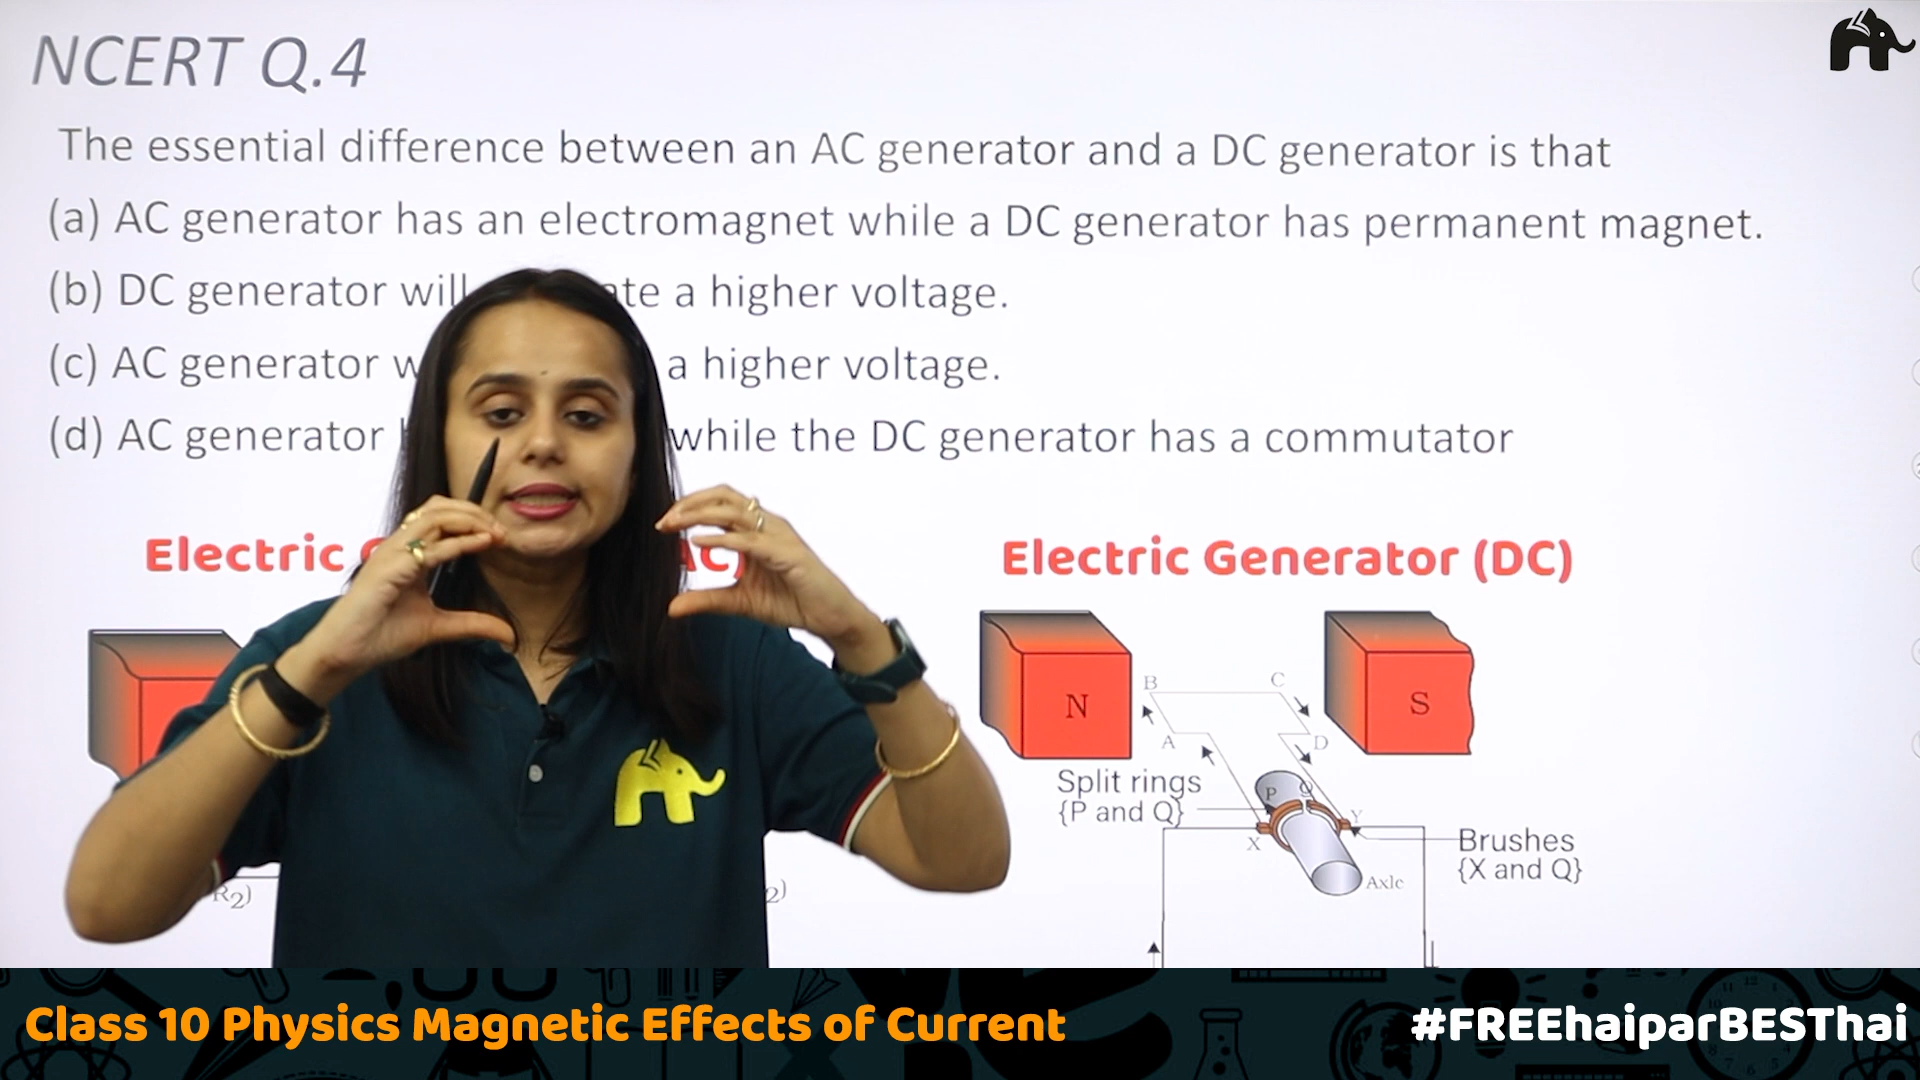 NCERT Q.4
The essential difference between an AC generator and a DC generator is that
(a) AC generator has an electromagnet while a DC generator has permanent magnet.
(b) DC generator will a higher voltage.
(c) AC generator a higher voltage.
(d) AC generator while the DC generator has a commutator
Electric AC)
Electric Generator (DC)
N
S
B
C
A
D
Split rings
{P and Q}
P
Q
X
Y
Brushes
{X and Q}
Axle
R2)
2)
Class 10 Physics Magnetic Effects of Current
#FREEhaiparBESThai